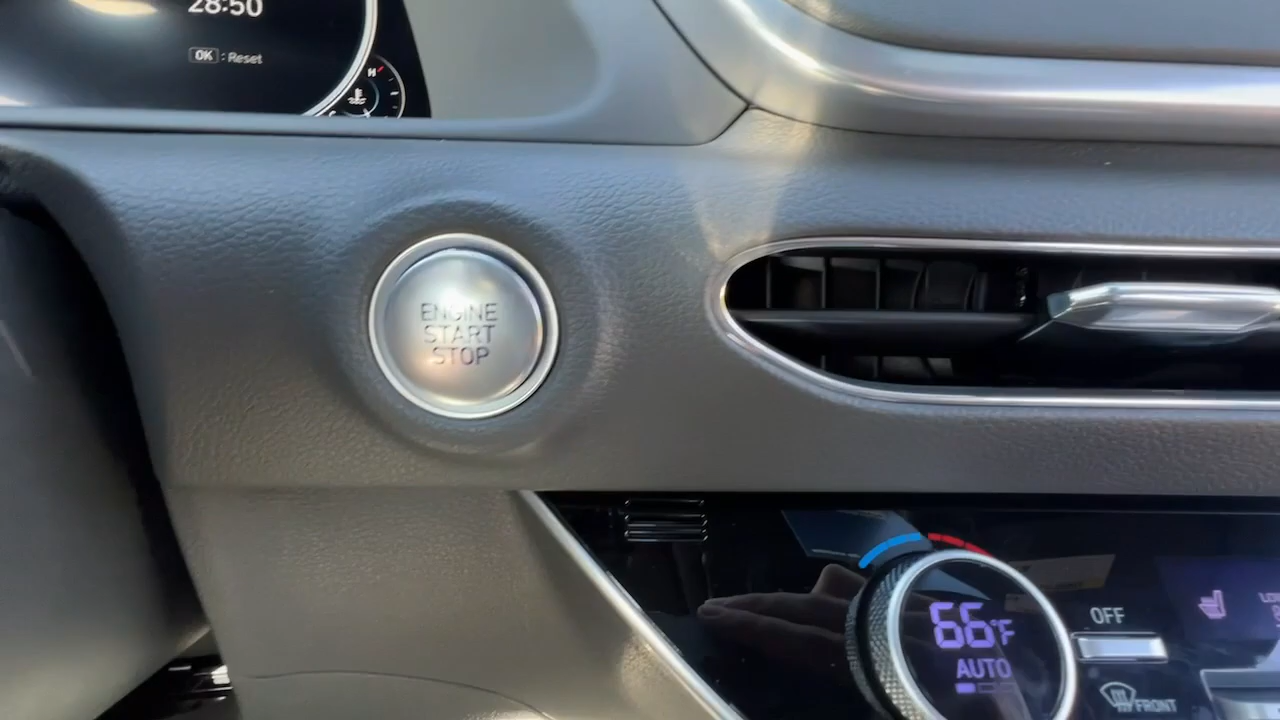 28:50
OK : Reset
H
ENGINE
START
STOP
66°F
AUTO
OFF
FRONT